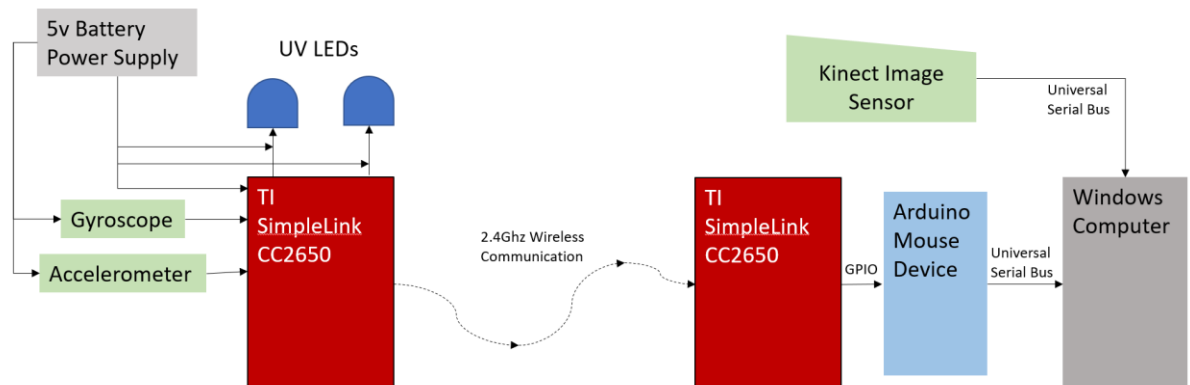 5v Battery
Power Supply
UV LEDs
Kinect Image
Sensor
Universal
Serial Bus
TI
SimpleLink
CC2650
Gyroscope
Accelerometer
2.4Ghz Wireless
Communication
TI
SimpleLink
CC2650
GPIO
Arduino
Mouse
Device
Universal
Serial Bus
Windows
Computer